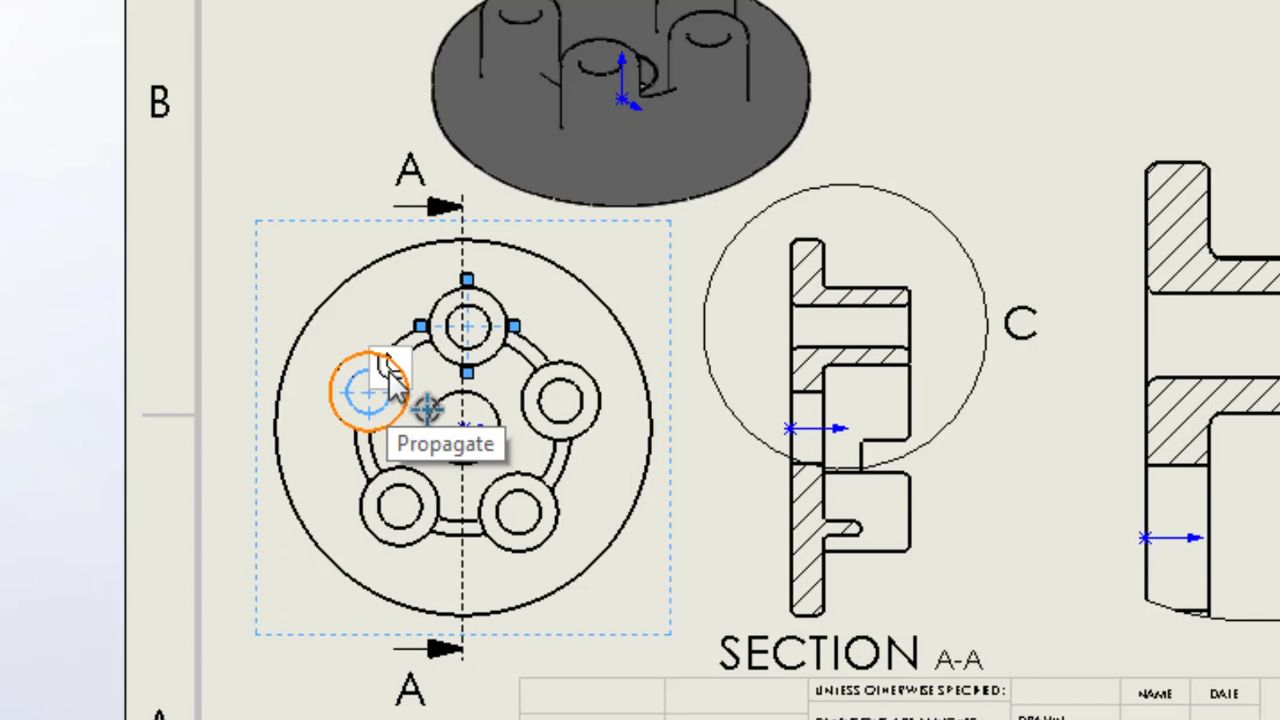 B
A
C
Propagate
A
SECTION A-A
UNLESS OTHERWISE SPECIFIED:
NAME
DATE